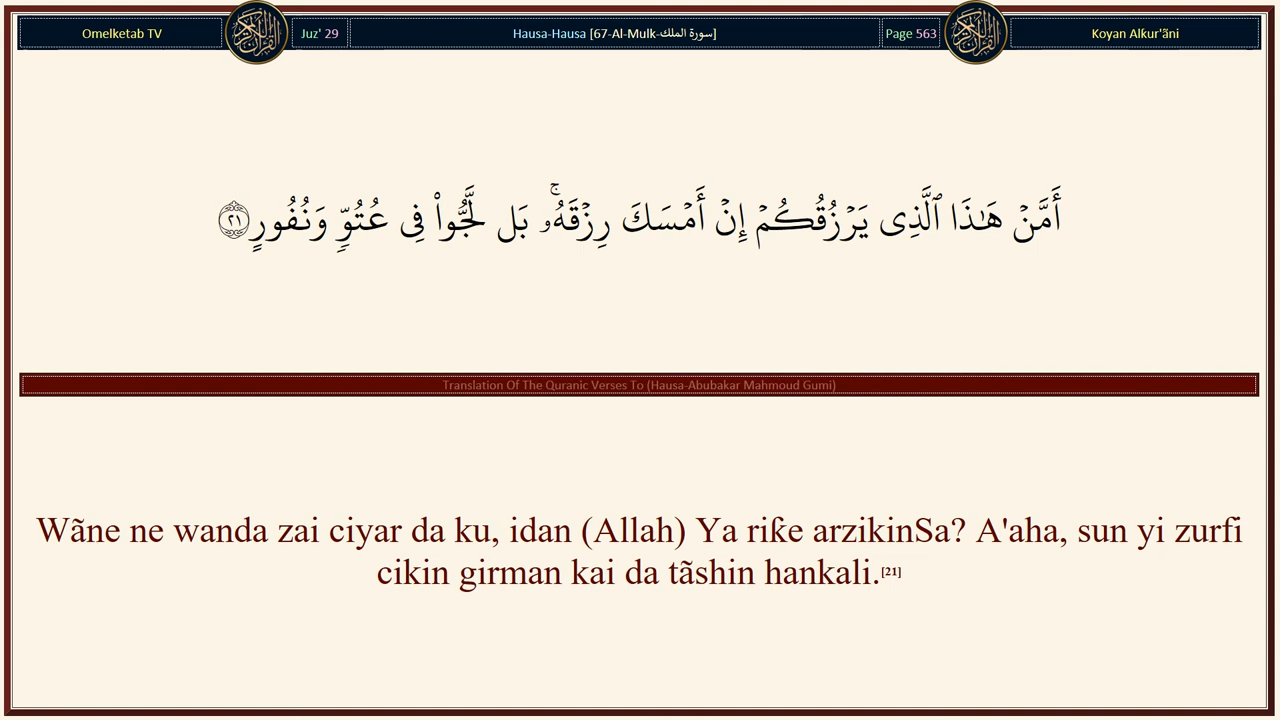 Omelketab TV
Juz' 29
Hausa-Hausa [67-Al-Mulk-سورة الملك]
Page 563
Koyan Alƙur'ãni
أَمَّنْ هَـٰذَا ٱلَّذِى يَرْزُقُكُمْ إِنْ أَمْسَكَ رِزْقَهُۥ ۚ بَل لَّجُّوا۟ فِى عُتُوٍّ وَنُفُورٍ ٢١
Translation Of The Quranic Verses To (Hausa-Abubakar Mahmoud Gumi)
Wãne ne wanda zai ciyar da ku, idan (Allah) Ya riƙe arzikinSa? A'aha, sun yi zurfi
cikin girman kai da tãshin hankali.[21]